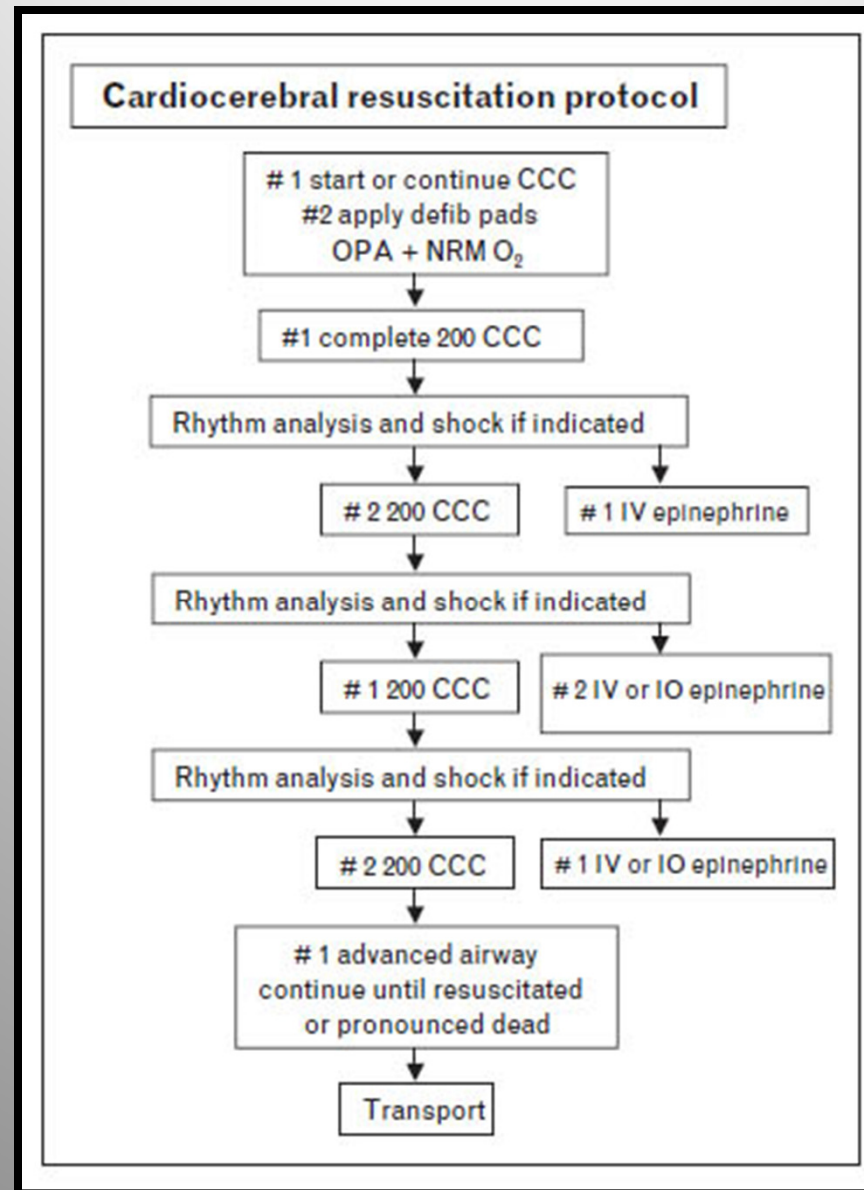 Cardiocerebral resuscitation protocol
# 1 start or continue CCC
#2 apply defib pads
OPA + NRM O₂
#1 complete 200 CCC
Rhythm analysis and shock if indicated
# 2 200 CCC
# 1 IV epinephrine
Rhythm analysis and shock if indicated
# 1 200 CCC
# 2 IV or IO epinephrine
Rhythm analysis and shock if indicated
# 2 200 CCC
# 1 IV or IO epinephrine
# 1 advanced airway
continue until resuscitated
or pronounced dead
Transport